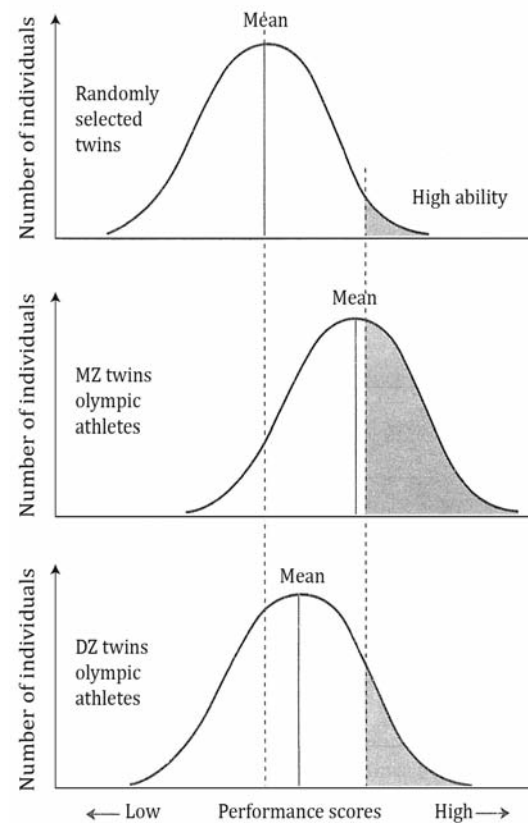 Mean
Number of individuals
Randomly
selected
twins
High ability
Mean
Number of individuals
MZ twins
olympic
athletes
Mean
Number of individuals
DZ twins
olympic
athletes
Low
Performance scores
High